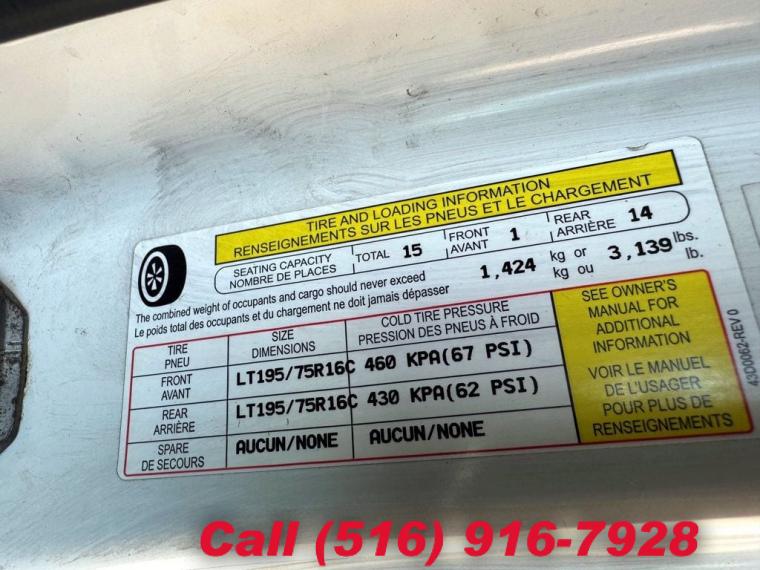 TIRE AND LOADING INFORMATION
RENSEIGNEMENTS SUR LES PNEUS ET LE CHARGEMENT
SEATING CAPACITY TOTAL 15 FRONT 1 REAR 14
NOMBRE DE PLACES AVANT ARRIÈRE
The combined weight of occupants and cargo should never exceed 1,424 kg or 3,139 lbs.
Le poids total des occupants et du chargement ne doit jamais dépasser kg ou lb.
TIRE SIZE COLD TIRE PRESSURE
PNEU DIMENSIONS PRESSION DES PNEUS À FROID
FRONT LT195/75R16C 460 KPA(67 PSI)
AVANT
REAR LT195/75R16C 430 KPA(62 PSI)
ARRIÈRE
SPARE AUCUN/NONE AUCUN/NONE
DE SECOURS
SEE OWNER'S
MANUAL FOR
ADDITIONAL
INFORMATION
VOIR LE MANUEL
DE L'USAGER
POUR PLUS DE
RENSEIGNEMENTS
43D0062-REV 0
Call (516) 916-7928